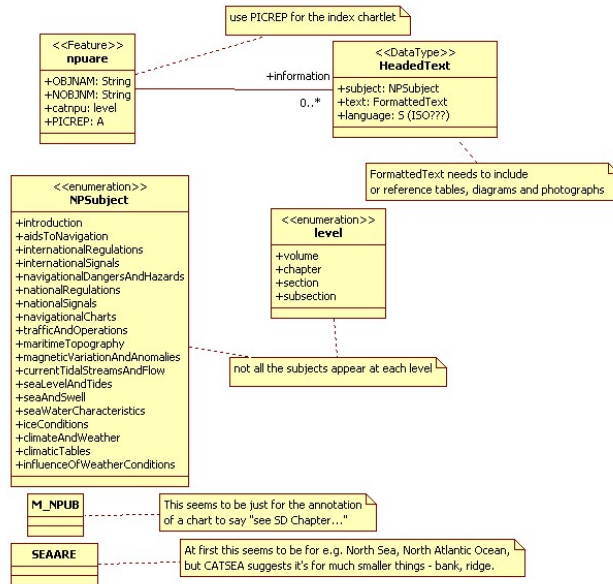 use PICREP for the index chartlet
<<Feature>>
npuare
+OBJNAM: String
+NOBJNM: String
+catnpu: level
+PICREP: A
+information
0..*
<<DataType>>
HeadedText
+subject: NPSubject
+text: FormattedText
+language: S (ISO???)
FormattedText needs to include
or reference tables, diagrams and photographs
<<enumeration>>
NPSubject
+introduction
+aidsToNavigation
+internationalRegulations
+internationalSignals
+navigationalDangersAndHazards
+nationalRegulations
+nationalSignals
+navigationalCharts
+trafficAndOperations
+maritimeTopography
+magneticVariationAndAnomalies
+currentTidalStreamsAndFlow
+seaLevelAndTides
+seaAndSwell
+seaWaterCharacteristics
+iceConditions
+climateAndWeather
+climaticTables
+influenceOfWeatherConditions
<<enumeration>>
level
+volume
+chapter
+section
+subsection
not all the subjects appear at each level
M_NPUB
This seems to be just for the annotation
of a chart to say "see SD Chapter..."
SEAARE
At first this seems to be for e.g. North Sea, North Atlantic Ocean,
but CATSEA suggests it's for much smaller things - bank, ridge.